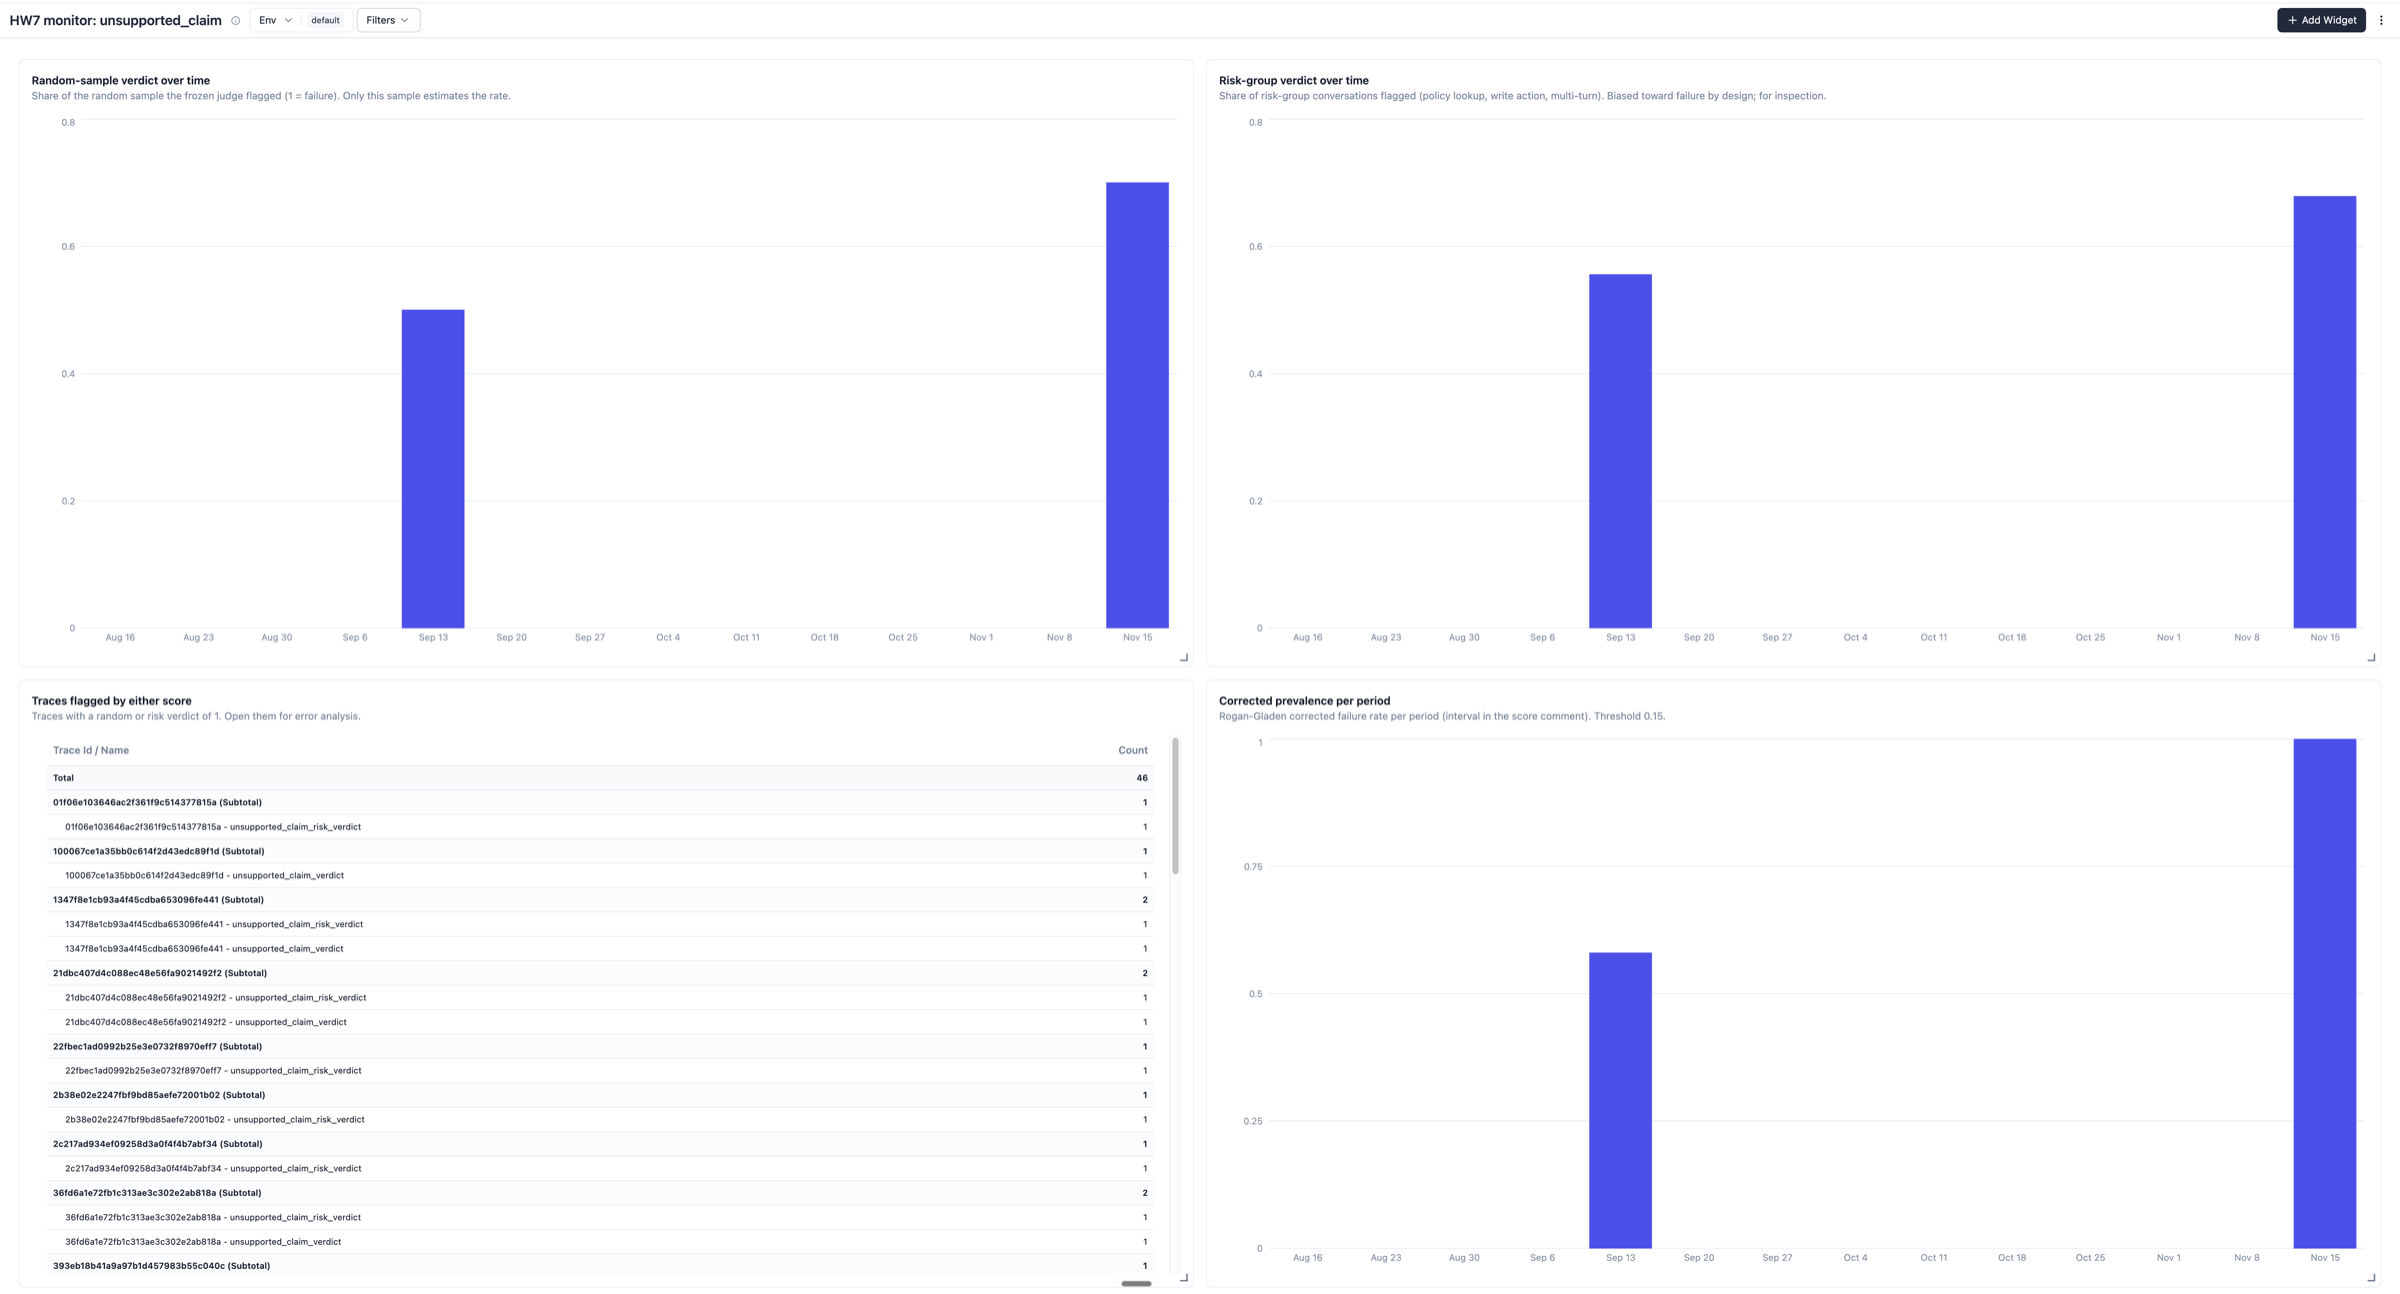 HW7 monitor: unsupported_claim
Env
default
Filters
+ Add Widget
Random-sample verdict over time
Share of the random sample the frozen judge flagged (1 = failure). Only this sample estimates the rate.
0.8
0.6
0.4
0.2
0
Aug 16 Aug 23 Aug 30 Sep 6 Sep 13 Sep 20 Sep 27 Oct 4 Oct 11 Oct 18 Oct 25 Nov 1 Nov 8 Nov 15
Risk-group verdict over time
Share of risk-group conversations flagged (policy lookup, write action, multi-turn). Biased toward failure by design; for inspection.
0.8
0.6
0.4
0.2
0
Aug 16 Aug 23 Aug 30 Sep 6 Sep 13 Sep 20 Sep 27 Oct 4 Oct 11 Oct 18 Oct 25 Nov 1 Nov 8 Nov 15
Traces flagged by either score
Traces with a random or risk verdict of 1. Open them for error analysis.
Trace Id / Name Count
Total 46
01f06e103646ac2f361f9c514377815a (Subtotal) 1
01f06e103646ac2f361f9c514377815a - unsupported_claim_risk_verdict 1
100067ce1a35bb0c614f2d43edc89f1d (Subtotal) 1
100067ce1a35bb0c614f2d43edc89f1d - unsupported_claim_verdict 1
1347f8e1cb93a4f45cdba653096fe441 (Subtotal) 2
1347f8e1cb93a4f45cdba653096fe441 - unsupported_claim_risk_verdict 1
1347f8e1cb93a4f45cdba653096fe441 - unsupported_claim_verdict 1
21dbc407d4c088ec48e56fa9021492f2 (Subtotal) 2
21dbc407d4c088ec48e56fa9021492f2 - unsupported_claim_risk_verdict 1
21dbc407d4c088ec48e56fa9021492f2 - unsupported_claim_verdict 1
22fbec1ad0992b25e3e0732f8970eff7 (Subtotal) 1
22fbec1ad0992b25e3e0732f8970eff7 - unsupported_claim_risk_verdict 1
2b38e02e2247fbf9bd85aefe72001b02 (Subtotal) 1
2b38e02e2247fbf9bd85aefe72001b02 - unsupported_claim_risk_verdict 1
2c217ad934ef09258d3a0f4f4b7abf34 (Subtotal) 1
2c217ad934ef09258d3a0f4f4b7abf34 - unsupported_claim_risk_verdict 1
36fd6a1e72fb1c313ae3c302e2ab818a (Subtotal) 2
36fd6a1e72fb1c313ae3c302e2ab818a - unsupported_claim_risk_verdict 1
36fd6a1e72fb1c313ae3c302e2ab818a - unsupported_claim_verdict 1
393eb18b41a9a97b1d457983b55c040c (Subtotal) 1
Corrected prevalence per period
Rogan-Gladen corrected failure rate per period (interval in the score comment). Threshold 0.15.
1
0.75
0.5
0.25
0
Aug 16 Aug 23 Aug 30 Sep 6 Sep 13 Sep 20 Sep 27 Oct 4 Oct 11 Oct 18 Oct 25 Nov 1 Nov 8 Nov 15